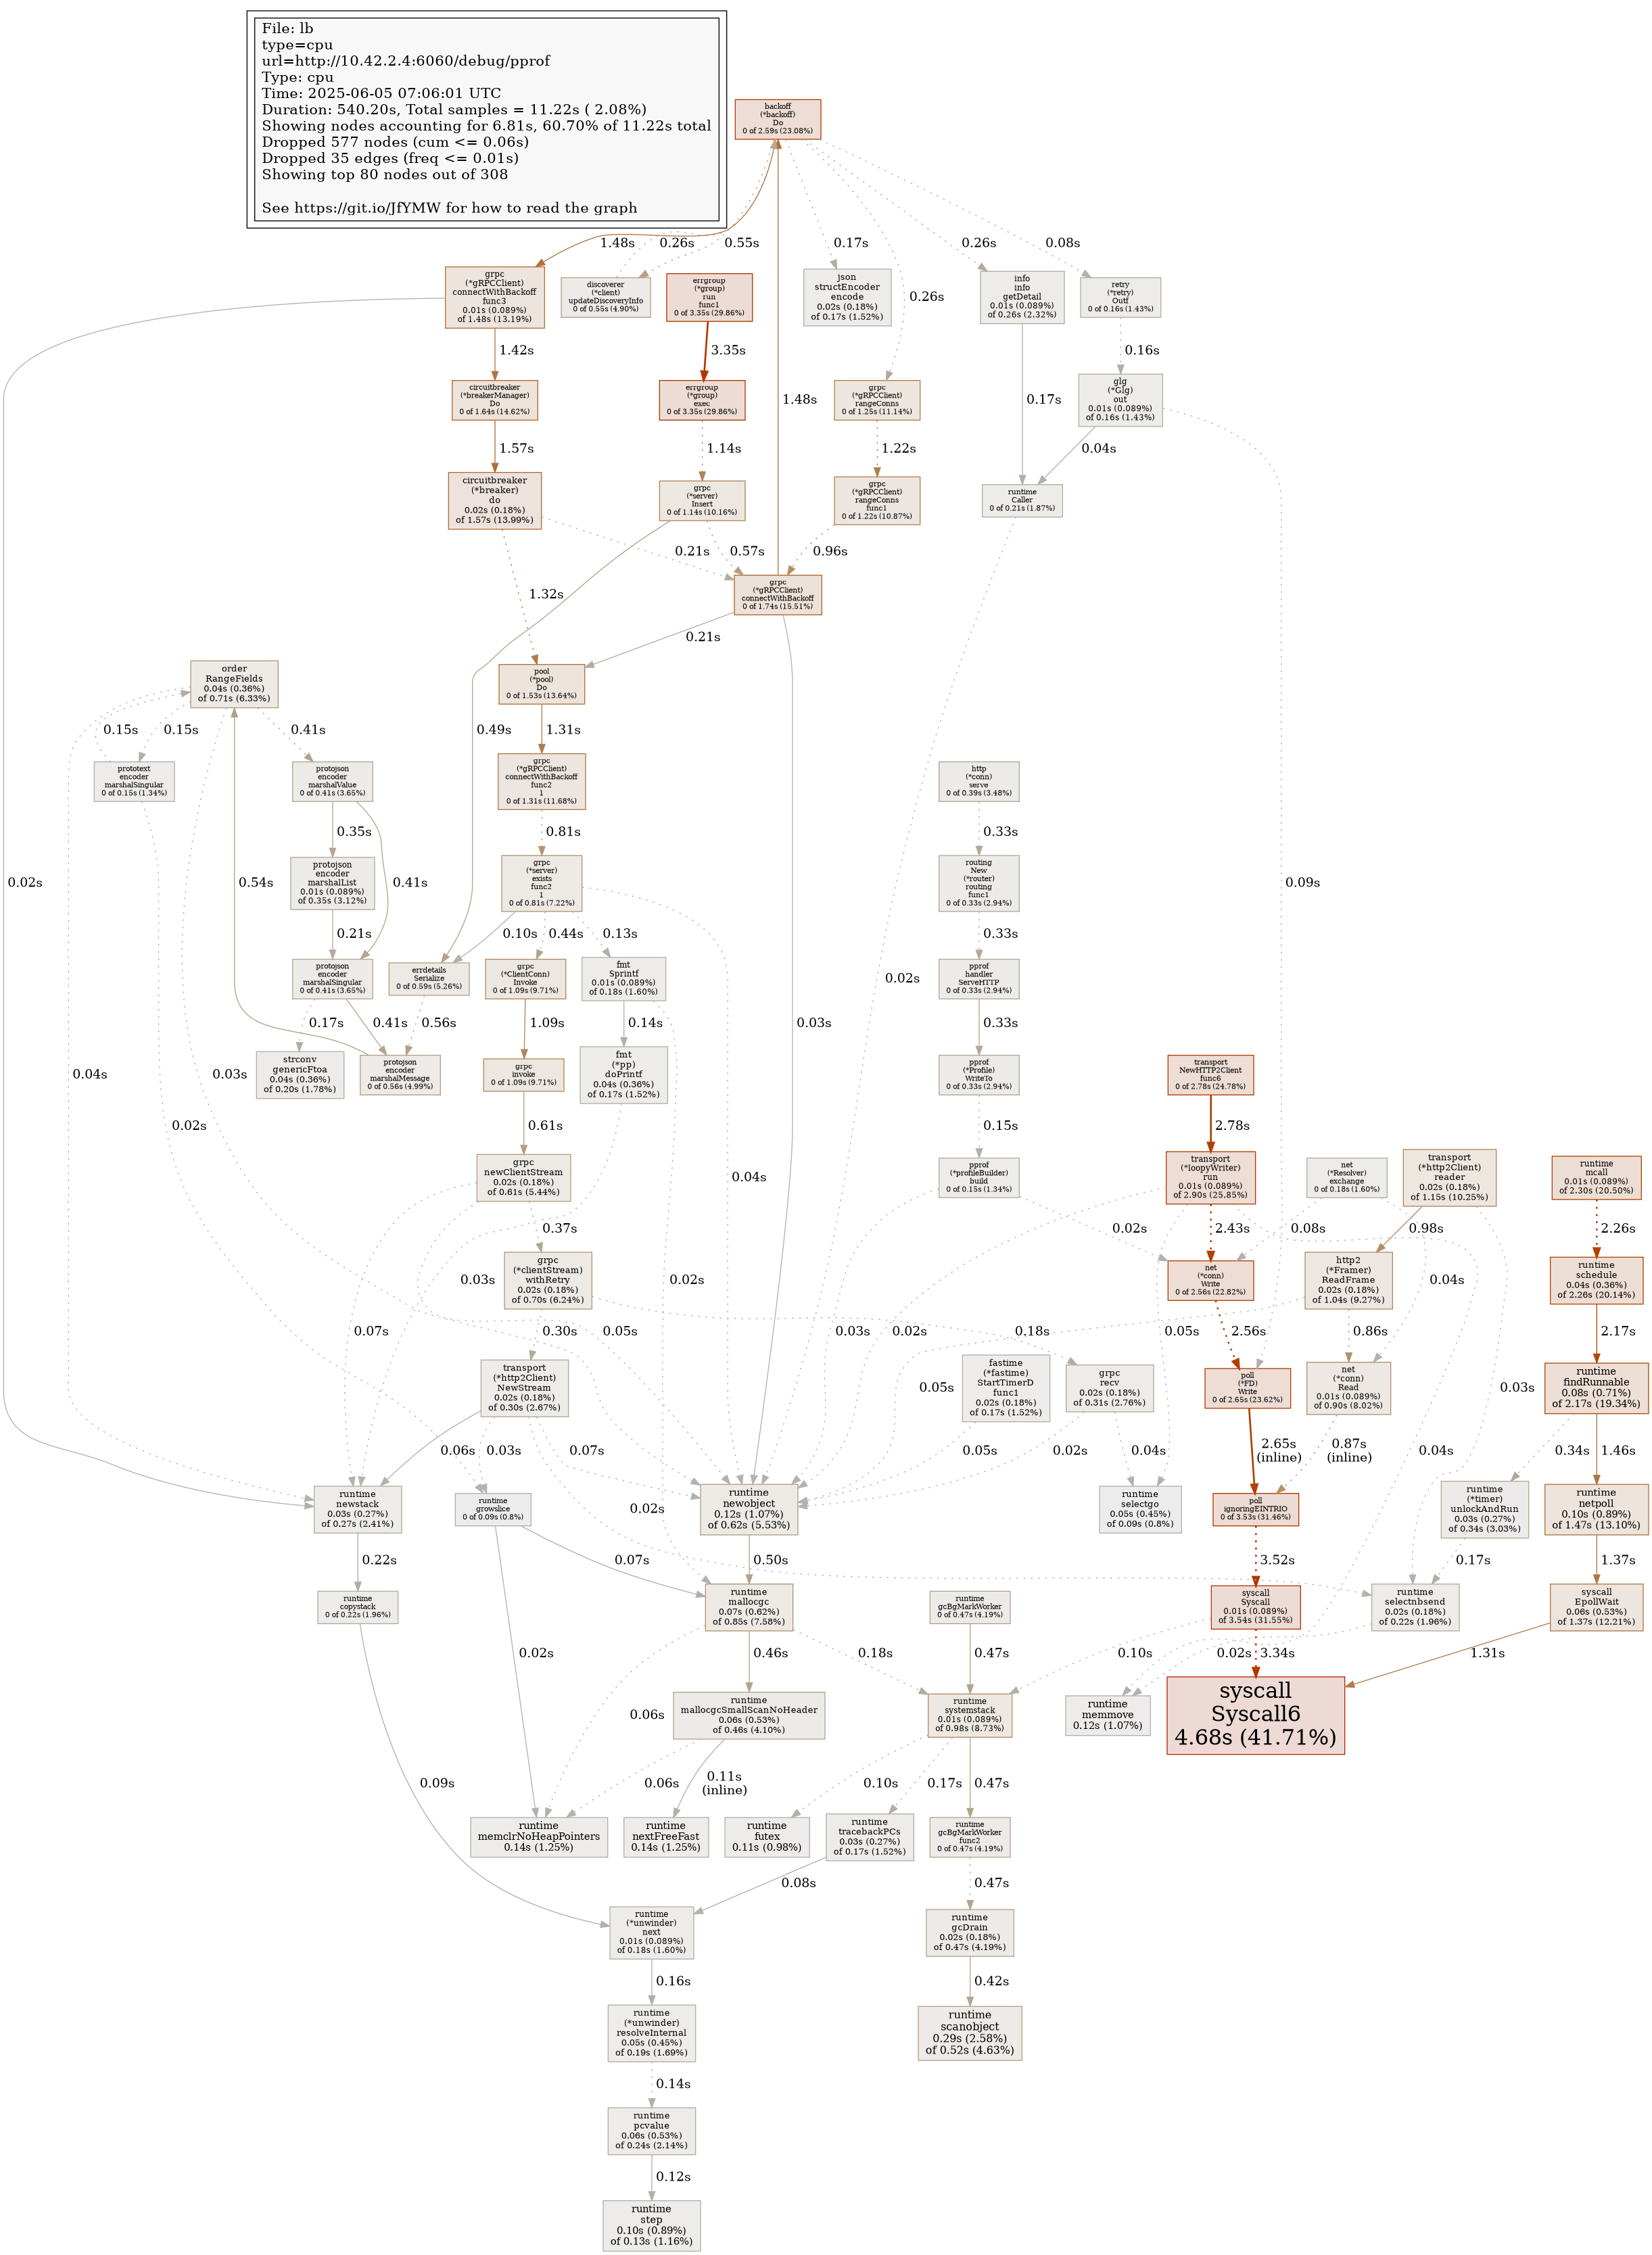 File: lb
type=cpu
url=http://10.42.2.4:6060/debug/pprof
Type: cpu
Time: 2025-06-05 07:06:01 UTC
Duration: 540.20s, Total samples = 11.22s ( 2.08%)
Showing nodes accounting for 6.81s, 60.70% of 11.22s total
Dropped 577 nodes (cum <= 0.06s)
Dropped 35 edges (freq <= 0.01s)
Showing top 80 nodes out of 308
See https://git.io/JfYMW for how to read the graph
backoff
(*backoff)
Do
0 of 2.59s (23.08%)
1.48s
0.26s
0.55s
0.17s
0.26s
0.26s
0.08s
grpc
(*gRPCClient)
connectWithBackoff
func3
0.01s (0.089%)
of 1.48s (13.19%)
discoverer
(*client)
updateDiscoveryInfo
0 of 0.55s (4.90%)
errgroup
(*group)
run
func1
0 of 3.35s (29.86%)
json
structEncoder
encode
0.02s (0.18%)
of 0.17s (1.52%)
info
info
getDetail
0.01s (0.089%)
of 0.26s (2.32%)
retry
(*retry)
Outf
0 of 0.16s (1.43%)
1.42s
3.35s
0.16s
circuitbreaker
(*breakerManager)
Do
0 of 1.64s (14.62%)
errgroup
(*group)
exec
0 of 3.35s (29.86%)
grpc
(*gRPCClient)
rangeConns
0 of 1.25s (11.14%)
1.48s
0.17s
glg
(*Glg)
out
0.01s (0.089%)
of 0.16s (1.43%)
1.57s
1.14s
1.22s
0.04s
circuitbreaker
(*breaker)
do
0.02s (0.18%)
of 1.57s (13.99%)
grpc
(*server)
Insert
0 of 1.14s (10.16%)
grpc
(*gRPCClient)
rangeConns
func1
0 of 1.22s (10.87%)
runtime
Caller
0 of 0.21s (1.87%)
0.21s
0.57s
0.96s
1.32s
grpc
(*gRPCClient)
connectWithBackoff
0 of 1.74s (15.51%)
0.21s
order
RangeFields
0.04s (0.36%)
of 0.71s (6.33%)
pool
(*pool)
Do
0 of 1.53s (13.64%)
0.15s
0.15s
0.41s
0.49s
1.31s
prototext
encoder
marshalSingular
0 of 0.15s (1.34%)
protojson
encoder
marshalValue
0 of 0.41s (3.65%)
grpc
(*gRPCClient)
connectWithBackoff
func2
1
0 of 1.31s (11.68%)
http
(*conn)
serve
0 of 0.39s (3.48%)
0.35s
0.81s
0.33s
0.02s
0.54s
protojson
encoder
marshalList
0.01s (0.089%)
of 0.35s (3.12%)
0.41s
grpc
(*server)
exists
func2
1
0 of 0.81s (7.22%)
routing
New
(*router)
routing
func1
0 of 0.33s (2.94%)
0.09s
0.21s
0.10s
0.44s
0.13s
0.33s
protojson
encoder
marshalSingular
0 of 0.41s (3.65%)
errdetails
Serialize
0 of 0.59s (5.26%)
grpc
(*ClientConn)
Invoke
0 of 1.09s (9.71%)
fmt
Sprintf
0.01s (0.089%)
of 0.18s (1.60%)
0.02s
pprof
handler
ServeHTTP
0 of 0.33s (2.94%)
0.17s
0.41s
0.56s
1.09s
0.14s
0.03s
0.33s
0.04s
0.03s
strconv
genericFtoa
0.04s (0.36%)
of 0.20s (1.78%)
protojson
encoder
marshalMessage
0 of 0.56s (4.99%)
grpc
invoke
0 of 1.09s (9.71%)
fmt
(*pp)
doPrintf
0.04s (0.36%)
of 0.17s (1.52%)
pprof
(*Profile)
WriteTo
0 of 0.33s (2.94%)
transport
NewHTTP2Client
func6
0 of 2.78s (24.78%)
0.02s
0.61s
0.15s
2.78s
grpc
newClientStream
0.02s (0.18%)
of 0.61s (5.44%)
0.04s
pprof
(*profileBuilder)
build
0 of 0.15s (1.34%)
transport
(*loopyWriter)
run
0.01s (0.089%)
of 2.90s (25.85%)
net
(*Resolver)
exchange
0 of 0.18s (1.60%)
transport
(*http2Client)
reader
0.02s (0.18%)
of 1.15s (10.25%)
runtime
mcall
0.01s (0.089%)
of 2.30s (20.50%)
0.37s
0.02s
2.43s
0.08s
0.98s
2.26s
0.03s
grpc
(*clientStream)
withRetry
0.02s (0.18%)
of 0.70s (6.24%)
0.02s
net
(*conn)
Write
0 of 2.56s (22.82%)
0.04s
http2
(*Framer)
ReadFrame
0.02s (0.18%)
of 1.04s (9.27%)
runtime
schedule
0.04s (0.36%)
of 2.26s (20.14%)
0.07s
0.30s
0.05s
0.03s
0.02s
0.18s
0.05s
2.56s
0.86s
2.17s
transport
(*http2Client)
NewStream
0.02s (0.18%)
of 0.30s (2.67%)
0.05s
fastime
(*fastime)
StartTimerD
func1
0.02s (0.18%)
of 0.17s (1.52%)
grpc
recv
0.02s (0.18%)
of 0.31s (2.76%)
poll
(*FD)
Write
0 of 2.65s (23.62%)
net
(*conn)
Read
0.01s (0.089%)
of 0.90s (8.02%)
0.03s
runtime
findRunnable
0.08s (0.71%)
of 2.17s (19.34%)
0.06s
0.03s
0.07s
0.05s
0.02s
0.04s
2.65s
(inline)
0.87s
(inline)
0.04s
0.34s
1.46s
runtime
newstack
0.03s (0.27%)
of 0.27s (2.41%)
runtime
growslice
0 of 0.09s (0.8%)
0.02s
runtime
newobject
0.12s (1.07%)
of 0.62s (5.53%)
runtime
selectgo
0.05s (0.45%)
of 0.09s (0.8%)
poll
ignoringEINTRIO
0 of 3.53s (31.46%)
runtime
(*timer)
unlockAndRun
0.03s (0.27%)
of 0.34s (3.03%)
runtime
netpoll
0.10s (0.89%)
of 1.47s (13.10%)
0.22s
0.07s
0.50s
3.52s
0.17s
1.37s
runtime
copystack
0 of 0.22s (1.96%)
runtime
mallocgc
0.07s (0.62%)
of 0.85s (7.58%)
runtime
gcBgMarkWorker
0 of 0.47s (4.19%)
syscall
Syscall
0.01s (0.089%)
of 3.54s (31.55%)
runtime
selectnbsend
0.02s (0.18%)
of 0.22s (1.96%)
syscall
EpollWait
0.06s (0.53%)
of 1.37s (12.21%)
0.02s
0.46s
0.18s
0.47s
0.10s
0.02s
3.34s
1.31s
0.06s
runtime
mallocgcSmallScanNoHeader
0.06s (0.53%)
of 0.46s (4.10%)
runtime
systemstack
0.01s (0.089%)
of 0.98s (8.73%)
runtime
memmove
0.12s (1.07%)
syscall
Syscall6
4.68s (41.71%)
0.09s
0.06s
0.11s
(inline)
0.10s
0.17s
0.47s
runtime
memclrNoHeapPointers
0.14s (1.25%)
runtime
nextFreeFast
0.14s (1.25%)
runtime
futex
0.11s (0.98%)
runtime
tracebackPCs
0.03s (0.27%)
of 0.17s (1.52%)
runtime
gcBgMarkWorker
func2
0 of 0.47s (4.19%)
0.08s
0.47s
runtime
(*unwinder)
next
0.01s (0.089%)
of 0.18s (1.60%)
runtime
gcDrain
0.02s (0.18%)
of 0.47s (4.19%)
0.16s
0.42s
runtime
(*unwinder)
resolveInternal
0.05s (0.45%)
of 0.19s (1.69%)
runtime
scanobject
0.29s (2.58%)
of 0.52s (4.63%)
0.14s
runtime
pcvalue
0.06s (0.53%)
of 0.24s (2.14%)
0.12s
runtime
step
0.10s (0.89%)
of 0.13s (1.16%)